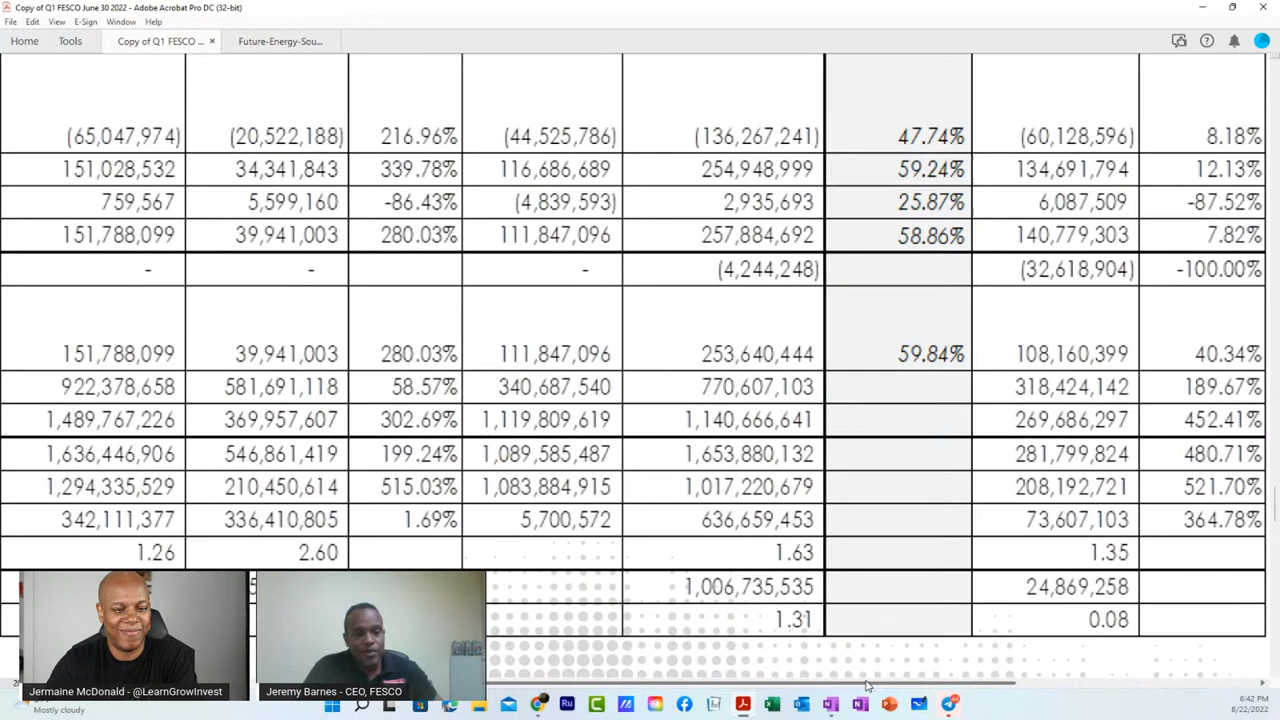 Copy of Q1 FESCO June 30 2022 - Adobe Acrobat Pro DC (32-bit)
File Edit View E-Sign Window Help
Home Tools Copy of Q1 FESCO ... × Future-Energy-Sou...
(65,047,974) (20,522,188) 216.96% (44,525,786) (136,267,241) 47.74% (60,128,596) 8.18%
151,028,532 34,341,843 339.78% 116,686,689 254,948,999 59.24% 134,691,794 12.13%
759,567 5,599,160 -86.43% (4,839,593) 2,935,693 25.87% 6,087,509 -87.52%
151,788,099 39,941,003 280.03% 111,847,096 257,884,692 58.86% 140,779,303 7.82%
- - - (4,244,248) (32,618,904) -100.00%
151,788,099 39,941,003 280.03% 111,847,096 253,640,444 59.84% 108,160,399 40.34%
922,378,658 581,691,118 58.57% 340,687,540 770,607,103 318,424,142 189.67%
1,489,767,226 369,957,607 302.69% 1,119,809,619 1,140,666,641 269,686,297 452.41%
1,636,446,906 546,861,419 199.24% 1,089,585,487 1,653,880,132 281,799,824 480.71%
1,294,335,529 210,450,614 515.03% 1,083,884,915 1,017,220,679 208,192,721 521.70%
342,111,377 336,410,805 1.69% 5,700,572 636,659,453 73,607,103 364.78%
1.26 2.60 1.63 1.35
1,006,735,535 24,869,258
1.31 0.08
Jermaine McDonald - @LearnGrowInvest
Jeremy Barnes - CEO, FESCO
Mostly cloudy
Ru
6:42 PM
8/22/2022